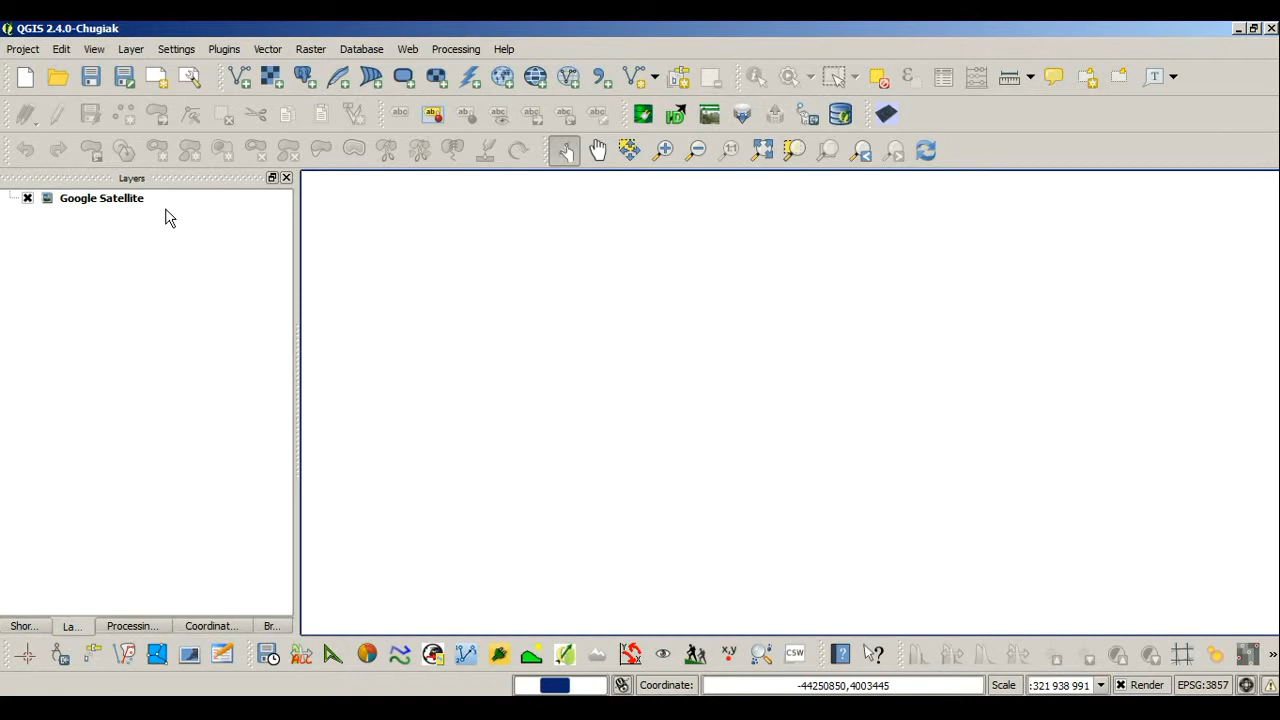 QGIS 2.4.0-Chugiak
Project Edit View Layer Settings Plugins Vector Raster Database Web Processing Help
Layers
Google Satellite
Shor... La... Processin... Coordinat... Br...
CSW
Coordinate: -44250850,4003445 Scale :321 938 991 Render EPSG:3857